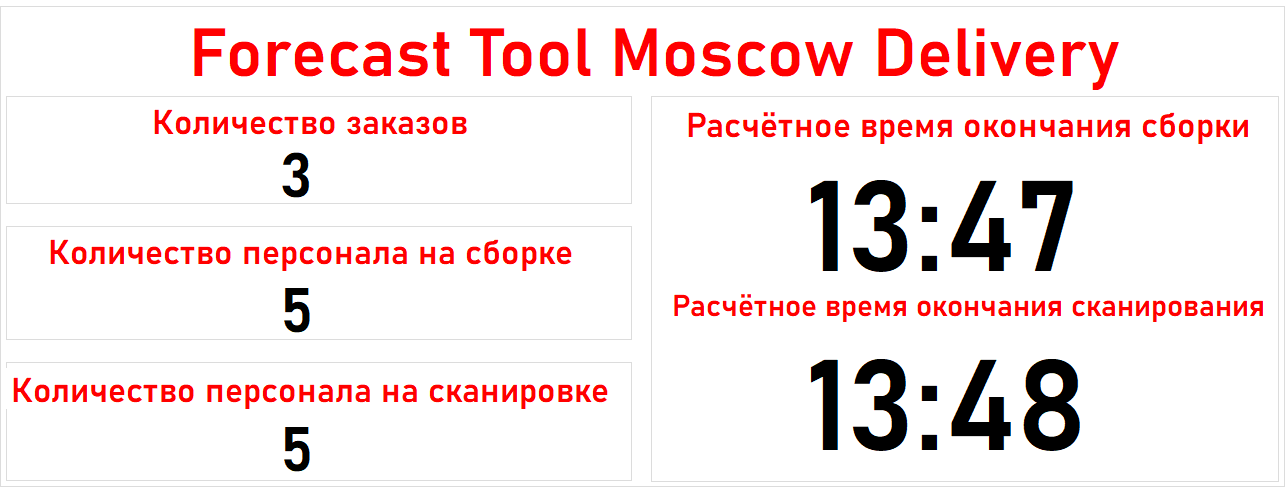 Forecast Tool Moscow Delivery
Количество заказов
3
Количество персонала на сборке
5
Количество персонала на сканировке
5
Расчётное время окончания сборки
13:47
Расчётное время окончания сканирования
13:48